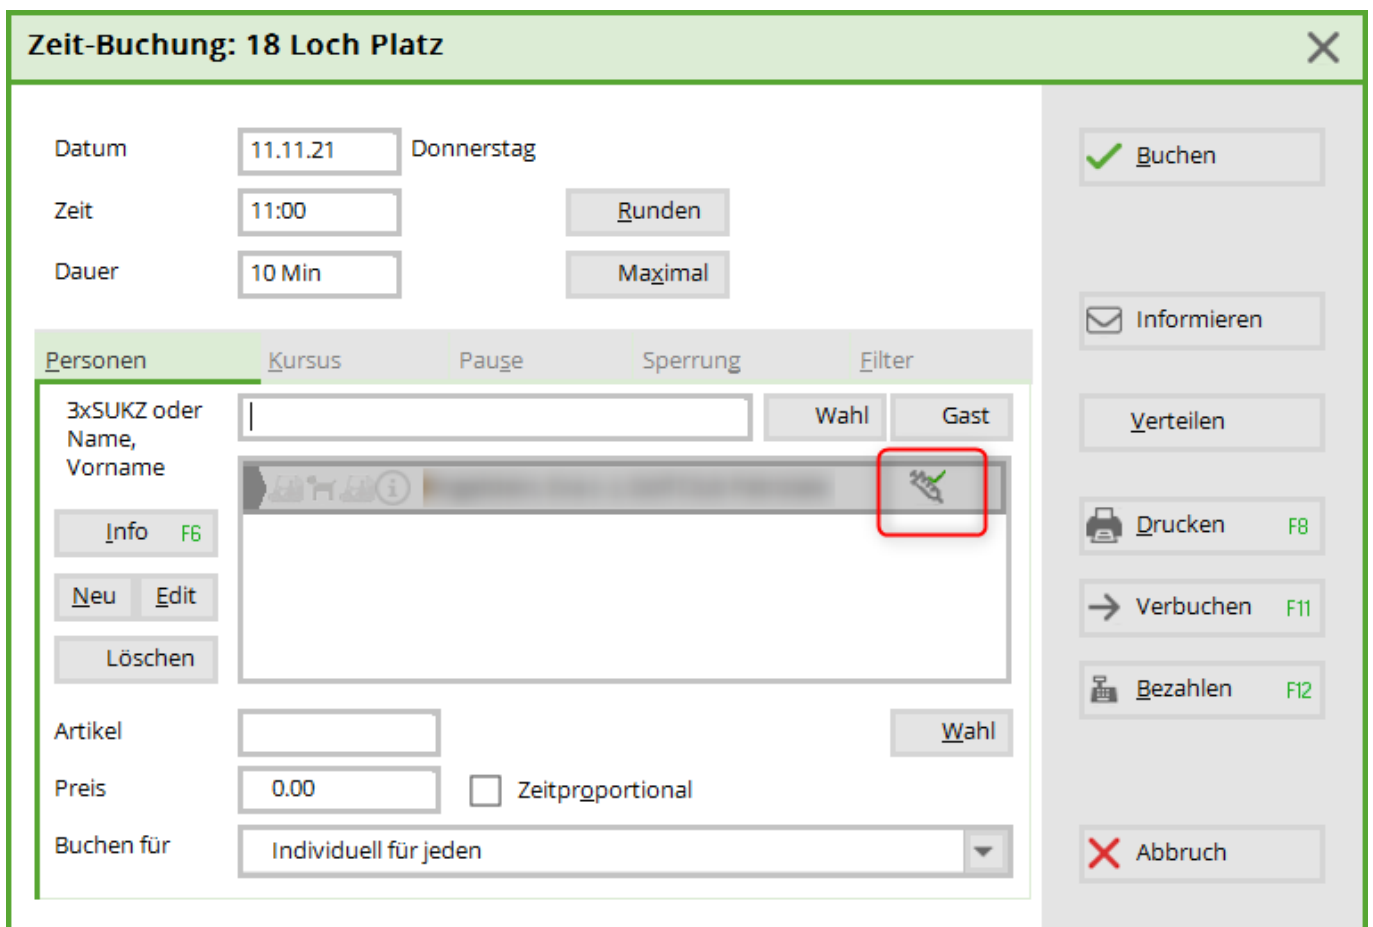 Zeit-Buchung: 18 Loch Platz
Datum 11.11.21 Donnerstag
Buchen
Zeit 11:00 Runden
Dauer 10 Min Maximal
Informieren
Personen Kursus Pause Sperrung Filter
3xSUKZ oder
Name,
Vorname
Wahl Gast
Verteilen
Info F6
Drucken F8
Neu Edit
Verbuchen F11
Löschen
Bezahlen F12
Artikel Wahl
Preis 0.00 Zeitproportional
Buchen für Individuell für jeden
Abbruch